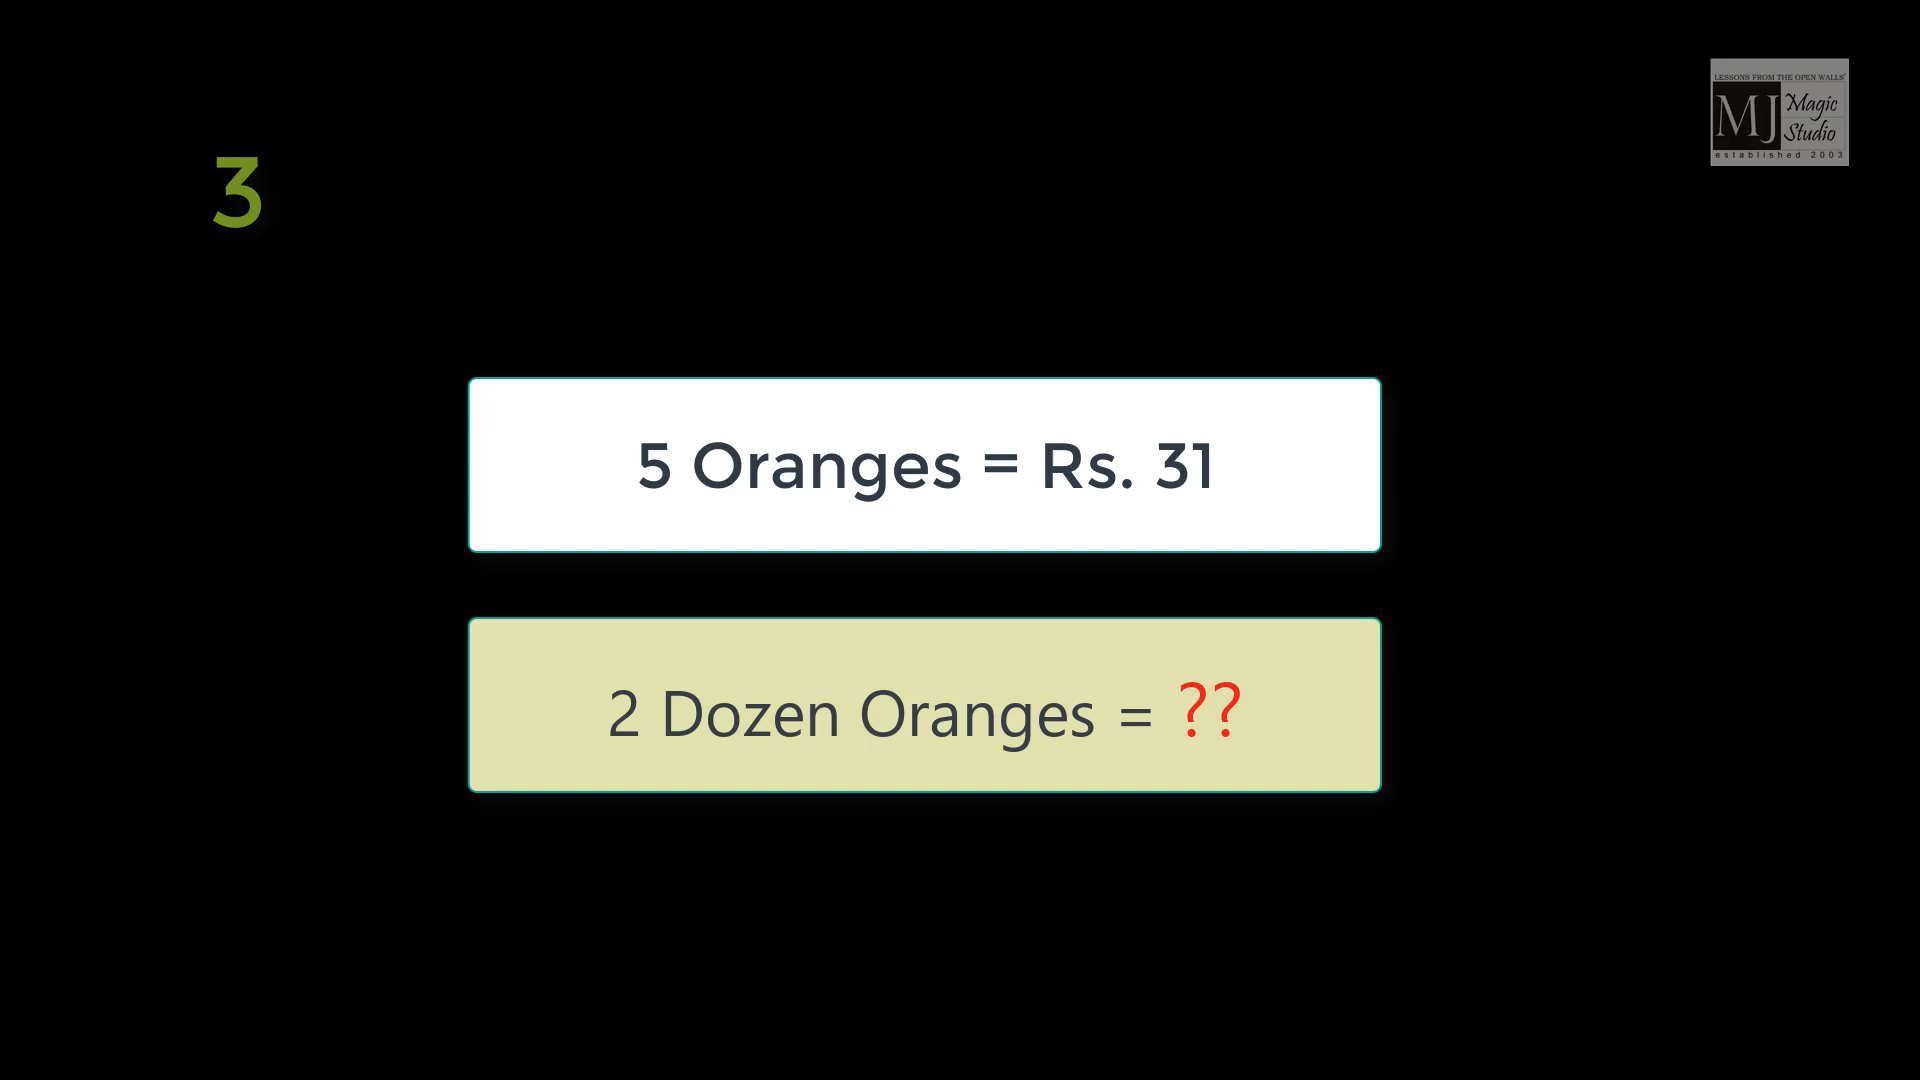 LESSONS FROM THE OPEN WALLS
MJ Magic Studio
established 2003
3
5 Oranges = Rs. 31
2 Dozen Oranges = ??